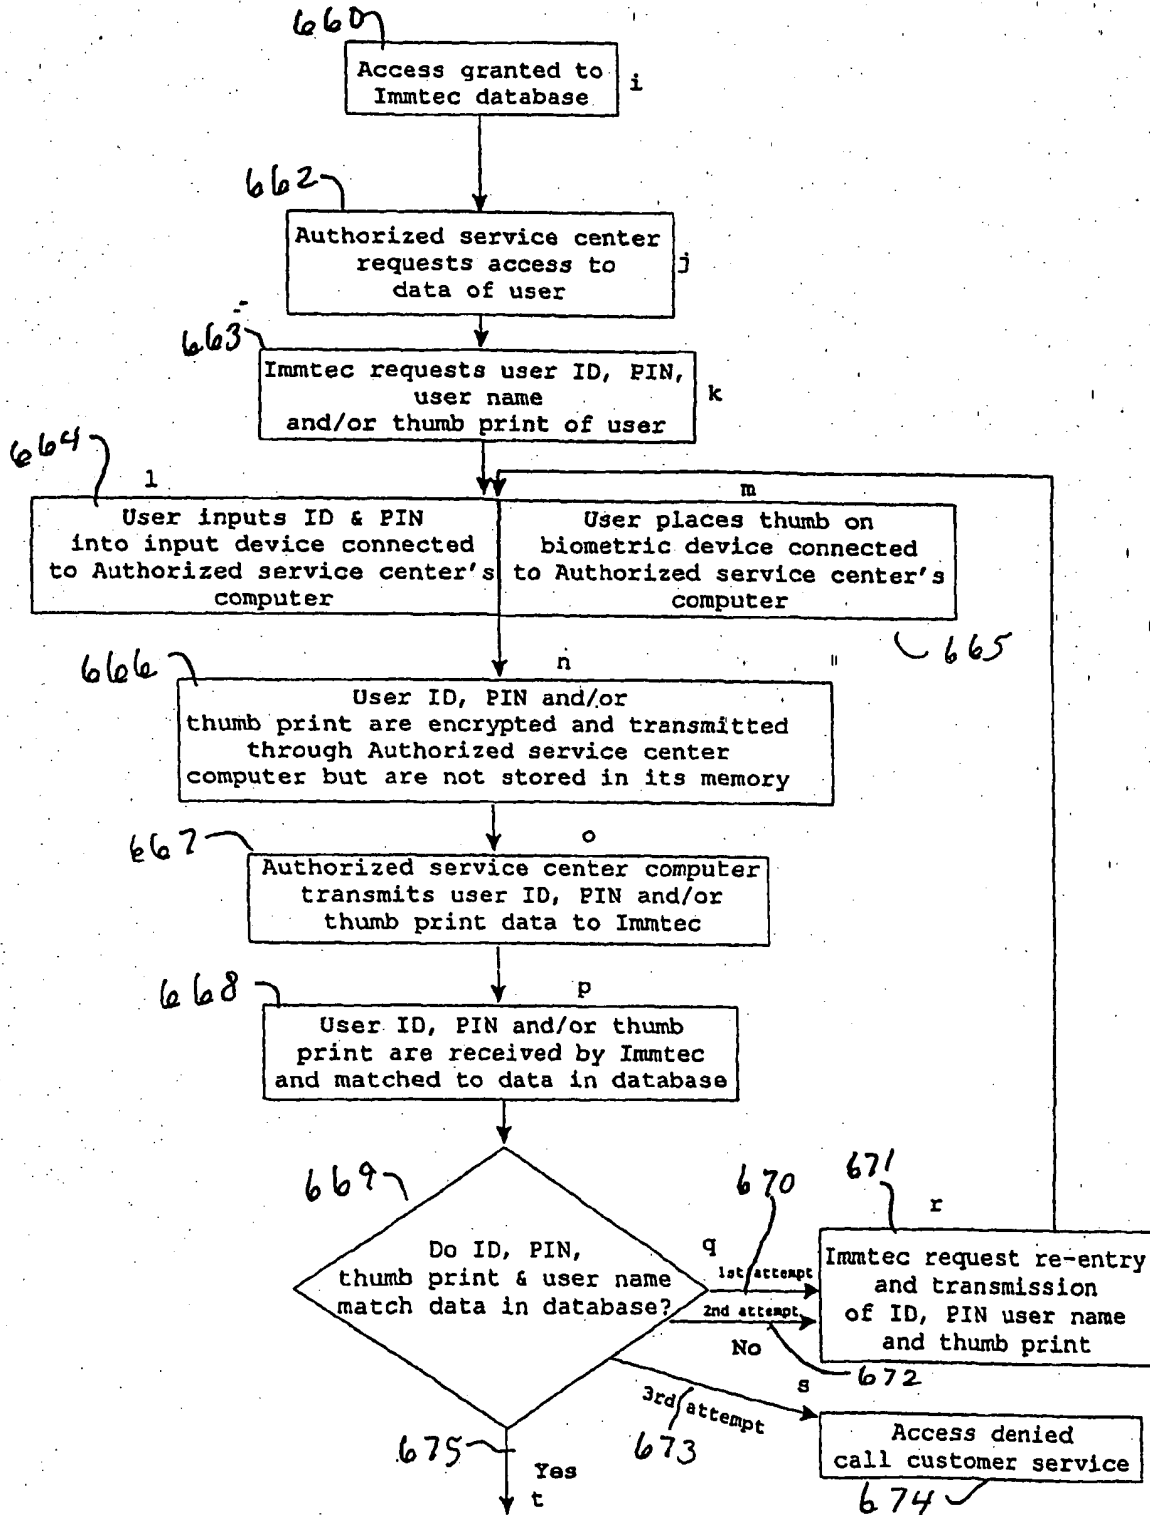 660
Access granted to
Immtec database
i
662
Authorized service center
requests access to
data of user
j
663
Immtec requests user ID, PIN,
user name
and/or thumb print of user
k
664
l
User inputs ID & PIN
into input device connected
to Authorized service center's
computer
m
User places thumb on
biometric device connected
to Authorized service center's
computer
665
666
n
User ID, PIN and/or
thumb print are encrypted and transmitted
through Authorized service center
computer but are not stored in its memory
667
o
Authorized service center computer
transmits user ID, PIN and/or
thumb print data to Immtec
668
p
User ID, PIN and/or thumb
print are received by Immtec
and matched to data in database
669
Do ID, PIN,
thumb print & user name
match data in database?
q
670
1st attempt
2nd attempt
No
672
671
r
Immtec request re-entry
and transmission
of ID, PIN user name
and thumb print
3rd attempt
673
s
Access denied
call customer service
674
675
Yes
t